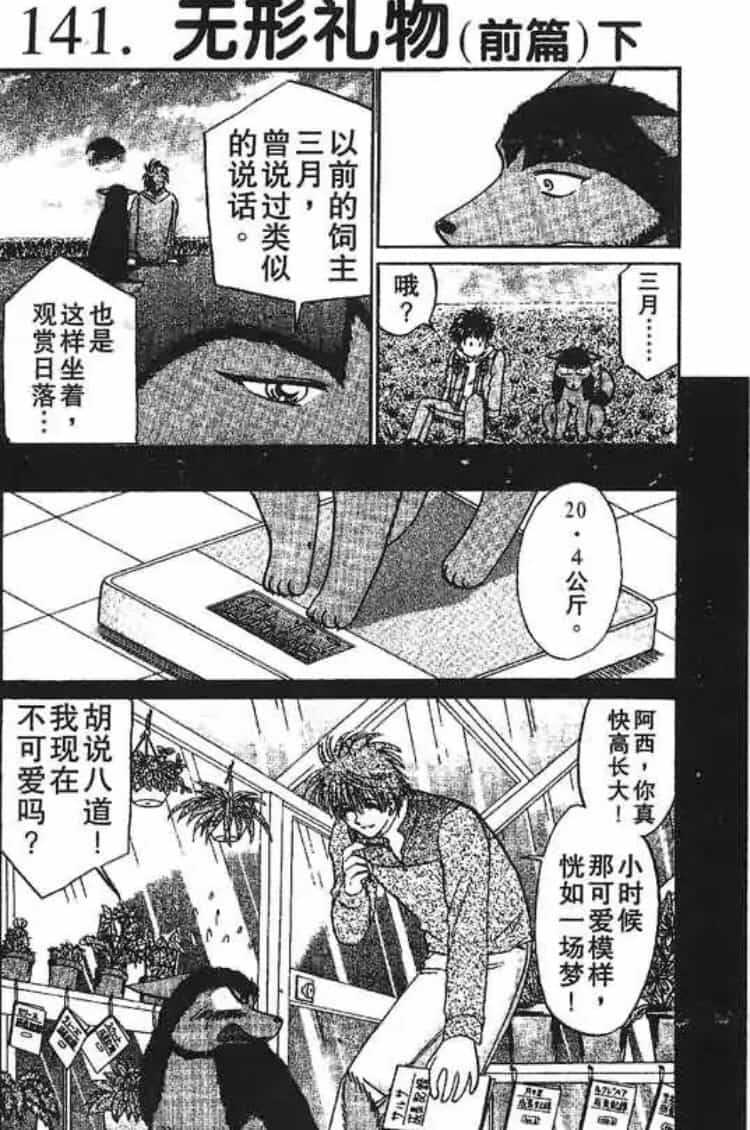 141. 无形礼物(前篇)下
以前的饲主
三月，
曾说过类似
的说话。
也是
这样坐着，
观赏日落…
三月……
哦？
20.4公斤。
阿西，你真
快高长大！
小时候
那可爱模样，
恍如一场梦！
胡说八道！
我现在
不可爱吗？